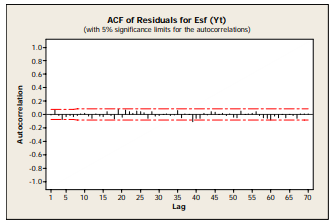 ACF of Residuals for Esf (Yt)
(with 5% significance limits for the autocorrelations)
1.0
0.8
0.6
0.4
0.2
0.0
-0.2
-0.4
-0.6
-0.8
-1.0
Autocorrelation
1 5 10 15 20 25 30 35 40 45 50 55 60 65 70
Lag